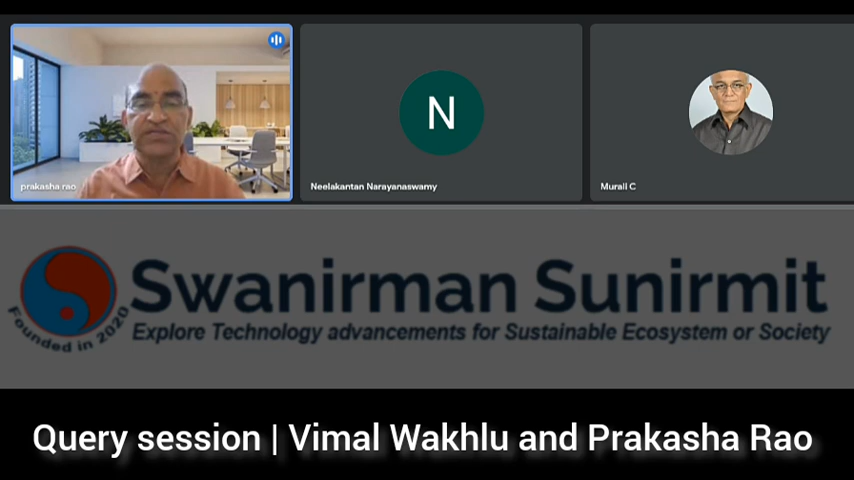 prakasha rao
N
Neelakantan Narayanaswamy
Murali C
Swanirman Sunirmit
Explore Technology advancements for Sustainable Ecosystem or Society
Founded in 2020
Query session | Vimal Wakhlu and Prakasha Rao